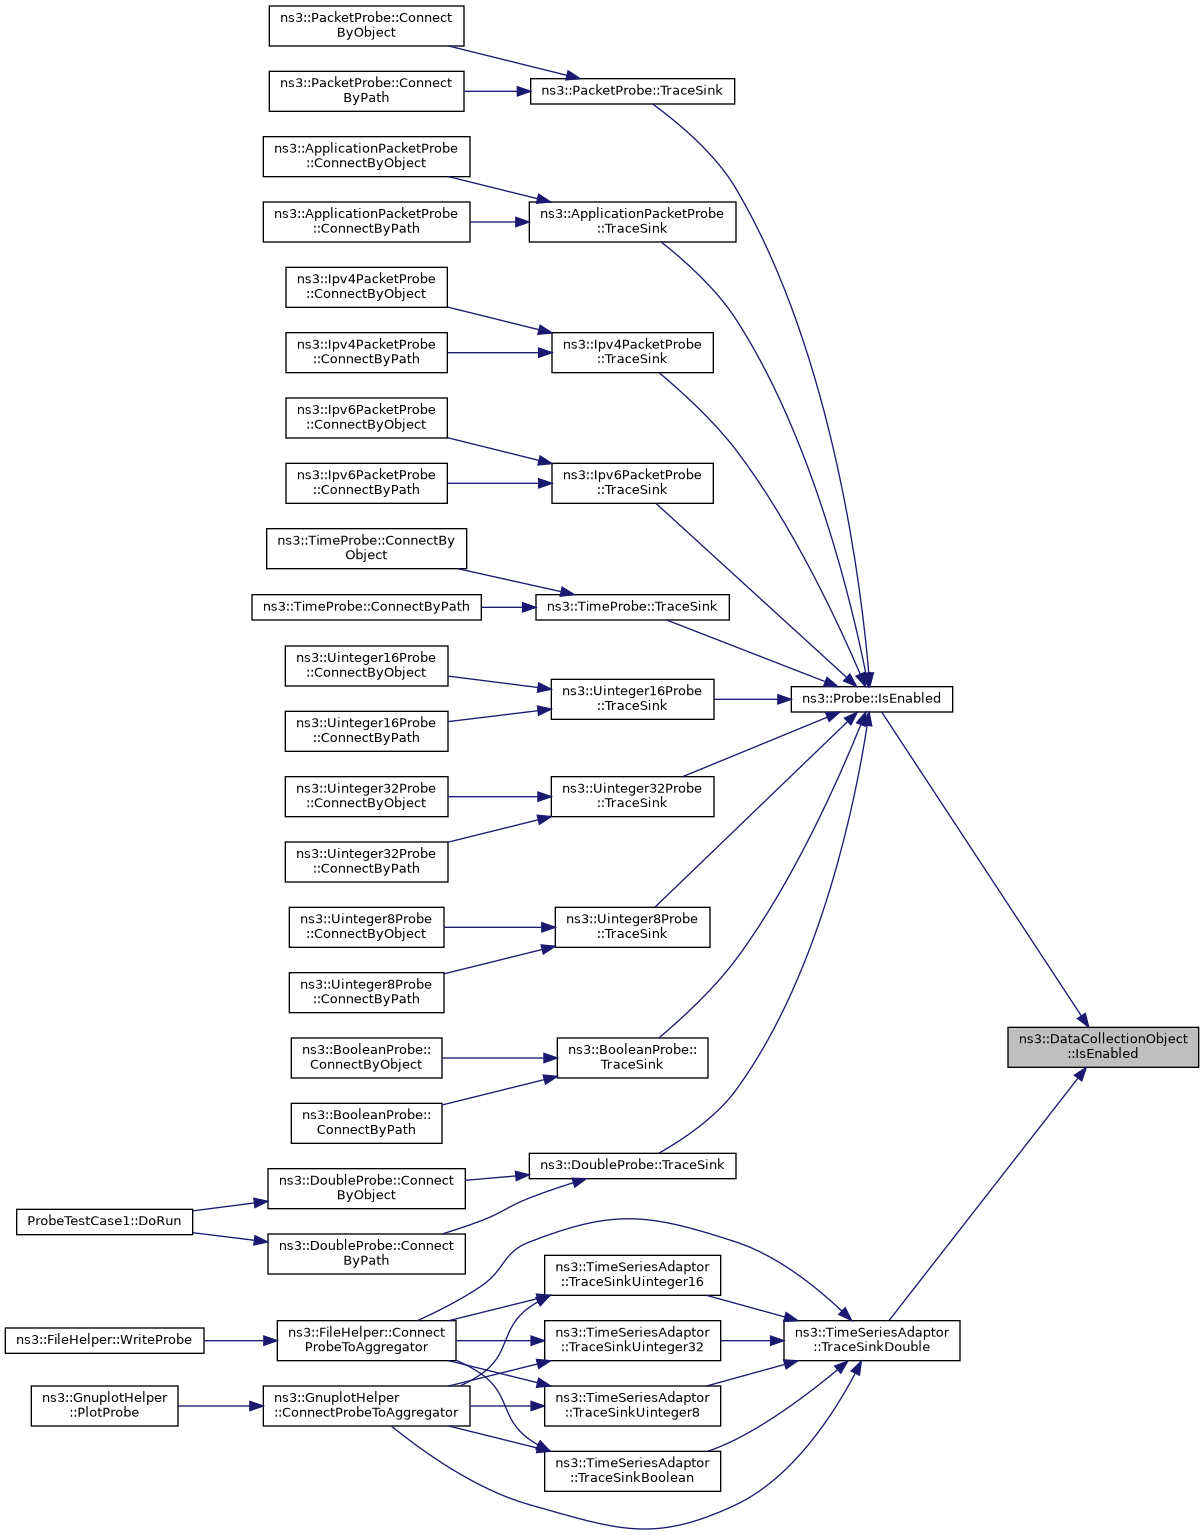 ns3::PacketProbe::Connect
ByObject
ns3::PacketProbe::Connect
ByPath
ns3::PacketProbe::TraceSink
ns3::ApplicationPacketProbe
::ConnectByObject
ns3::ApplicationPacketProbe
::ConnectByPath
ns3::ApplicationPacketProbe
::TraceSink
ns3::Ipv4PacketProbe
::ConnectByObject
ns3::Ipv4PacketProbe
::ConnectByPath
ns3::Ipv4PacketProbe
::TraceSink
ns3::Ipv6PacketProbe
::ConnectByObject
ns3::Ipv6PacketProbe
::ConnectByPath
ns3::Ipv6PacketProbe
::TraceSink
ns3::TimeProbe::ConnectBy
Object
ns3::TimeProbe::ConnectByPath
ns3::TimeProbe::TraceSink
ns3::Uinteger16Probe
::ConnectByObject
ns3::Uinteger16Probe
::ConnectByPath
ns3::Uinteger16Probe
::TraceSink
ns3::Probe::IsEnabled
ns3::Uinteger32Probe
::ConnectByObject
ns3::Uinteger32Probe
::ConnectByPath
ns3::Uinteger32Probe
::TraceSink
ns3::Uinteger8Probe
::ConnectByObject
ns3::Uinteger8Probe
::ConnectByPath
ns3::Uinteger8Probe
::TraceSink
ns3::BooleanProbe::
ConnectByObject
ns3::BooleanProbe::
ConnectByPath
ns3::BooleanProbe::
TraceSink
ns3::DataCollectionObject
::IsEnabled
ns3::DoubleProbe::TraceSink
ns3::DoubleProbe::Connect
ByObject
ProbeTestCase1::DoRun
ns3::DoubleProbe::Connect
ByPath
ns3::TimeSeriesAdaptor
::TraceSinkUinteger16
ns3::FileHelper::WriteProbe
ns3::FileHelper::Connect
ProbeToAggregator
ns3::TimeSeriesAdaptor
::TraceSinkUinteger32
ns3::TimeSeriesAdaptor
::TraceSinkDouble
ns3::GnuplotHelper
::PlotProbe
ns3::GnuplotHelper
::ConnectProbeToAggregator
ns3::TimeSeriesAdaptor
::TraceSinkUinteger8
ns3::TimeSeriesAdaptor
::TraceSinkBoolean